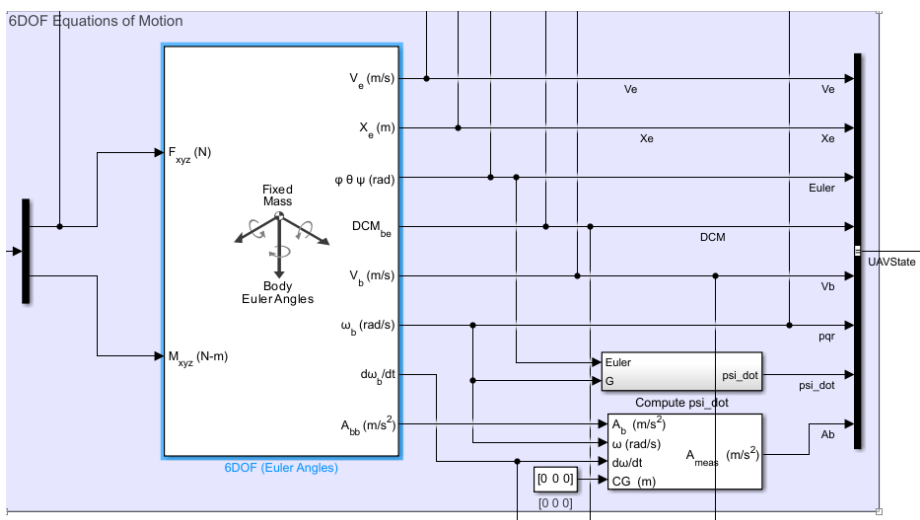 6DOF Equations of Motion
V_e (m/s)
Ve
Ve
X_e (m)
Xe
Xe
F_xyz (N)
φ θ ψ (rad)
Euler
Fixed
Mass
DCM_be
DCM
UAVState
V_b (m/s)
Vb
Body
Euler Angles
ω_b (rad/s)
pqr
M_xyz (N-m)
dω_b/dt
Euler
G
psi_dot
psi_dot
Compute psi_dot
A_bb (m/s²)
A_b (m/s²)
ω (rad/s)
dω/dt
CG (m)
A_meas (m/s²)
Ab
6DOF (Euler Angles)
[0 0 0]
[0 0 0]